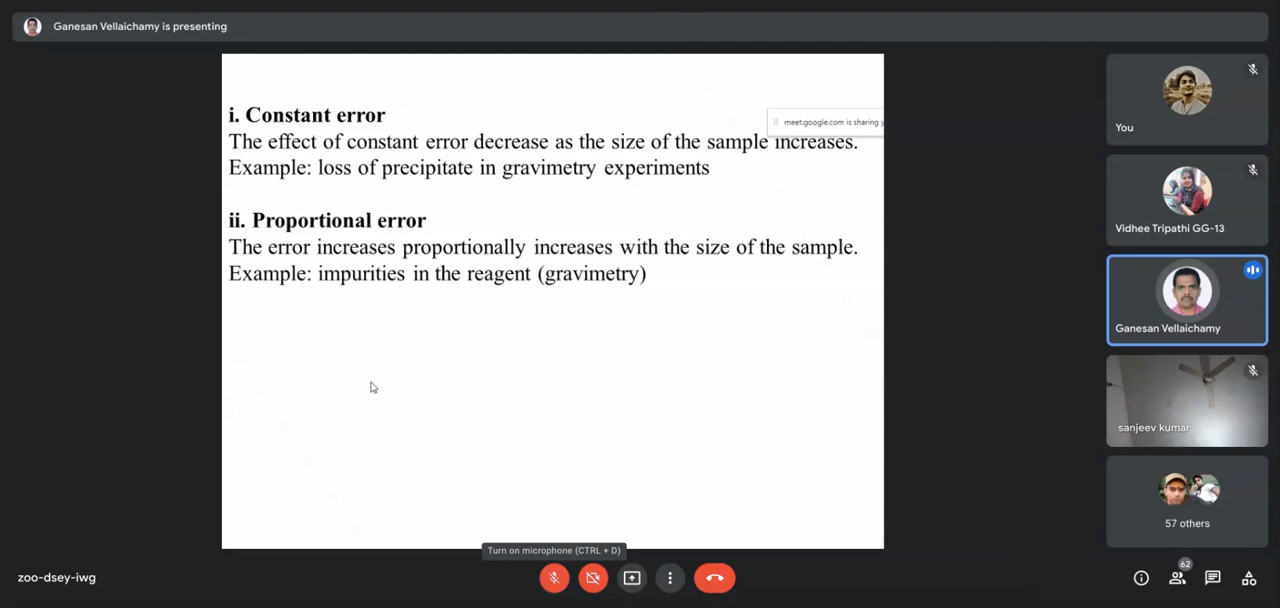 Ganesan Vellaichamy is presenting
i. Constant error
meet.google.com is sharing y
The effect of constant error decrease as the size of the sample increases.
Example: loss of precipitate in gravimetry experiments
ii. Proportional error
The error increases proportionally increases with the size of the sample.
Example: impurities in the reagent (gravimetry)
You
Vidhee Tripathi GG-13
Ganesan Vellaichamy
sanjeev kumar
57 others
Turn on microphone (CTRL + D)
zoo-dsey-iwg
62